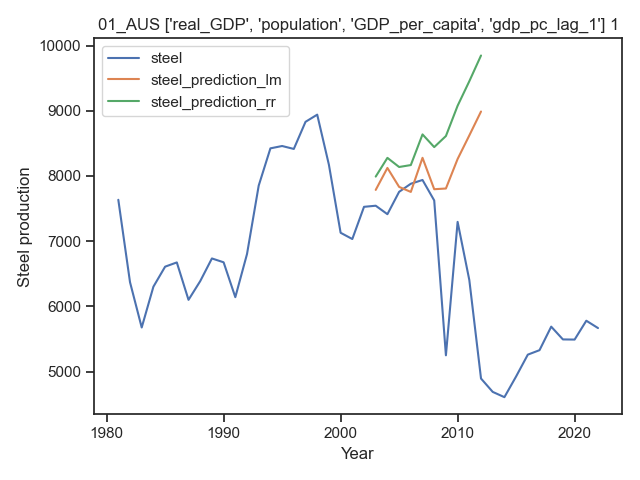 01_AUS ['real_GDP', 'population', 'GDP_per_capita', 'gdp_pc_lag_1'] 1
steel
steel_prediction_lm
steel_prediction_rr
Steel production
10000
9000
8000
7000
6000
5000
1980
1990
2000
2010
2020
Year